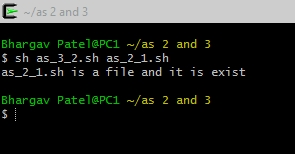 ~/as 2 and 3
Bhargav Patel@PC1 ~/as 2 and 3
$ sh as_3_2.sh as_2_1.sh
as_2_1.sh is a file and it is exist
Bhargav Patel@PC1 ~/as 2 and 3
$